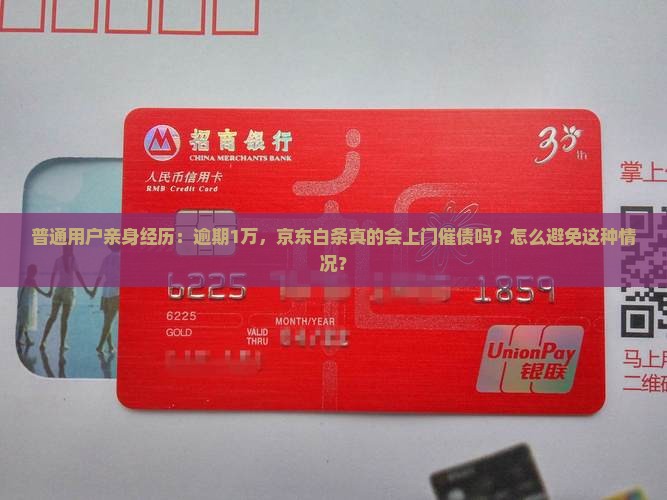 招商银行
CHINA MERCHANTS BANK
30th
人民币信用卡
RMB Credit Card
掌上
普通用户亲身经历：逾期1万，京东白条真的会上门催债吗？怎么避免这种情
况？
6225 1859
6225
GOLD
VALID
THRU
MONTH/YEAR
UnionPay
银联
马上用
二维码